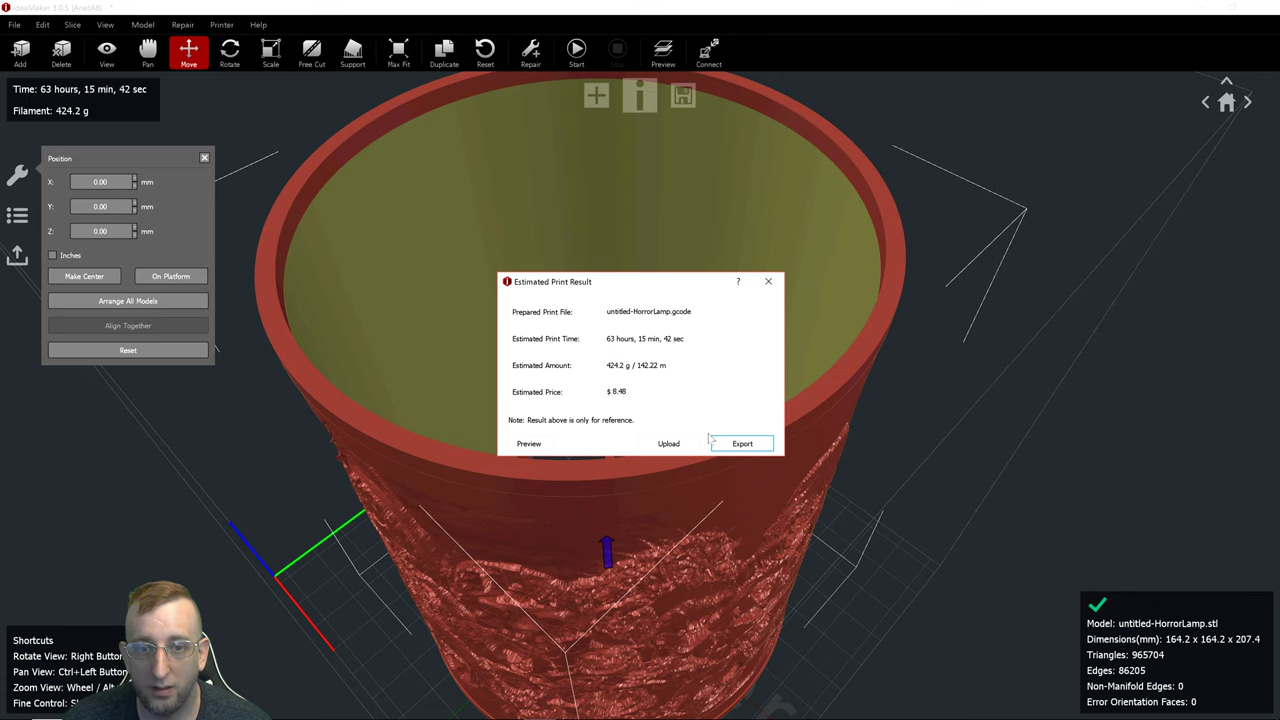 ideaMaker 3.0.5 (AnetA8) - *
File Edit Slice View Model Repair Printer Help
Add Delete View Pan Move Rotate Scale Free Cut Support Max Fit Duplicate Reset Repair Start Preview Connect
Time: 63 hours, 15 min, 42 sec
Filament: 424.2 g
Position
X: 0.00 mm
Y: 0.00 mm
Z: 0.00 mm
Inches
Make Center On Platform
Arrange All Models
Align Together
Reset
Estimated Print Result ?
Prepared Print File: untitled-HorrorLamp.gcode
Estimated Print Time: 63 hours, 15 min, 42 sec
Estimated Amount: 424.2 g / 142.22 m
Estimated Price: $ 8.48
Note: Result above is only for reference.
Preview Upload Export
Shortcuts
Rotate View: Right Button
Pan View: Ctrl+Left Button
Zoom View: Wheel /
Fine Control:
Model: untitled-HorrorLamp.stl
Dimensions(mm): 164.2 x 164.2 x 207.4
Triangles: 965704
Edges: 86205
Non-Manifold Edges: 0
Error Orientation Faces: 0